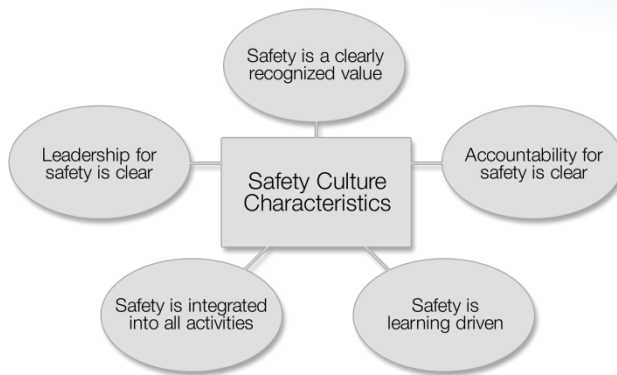 Safety is a clearly
recognized value
Leadership for
safety is clear
Safety Culture
Characteristics
Accountability for
safety is clear
Safety is integrated
into all activities
Safety is
learning driven